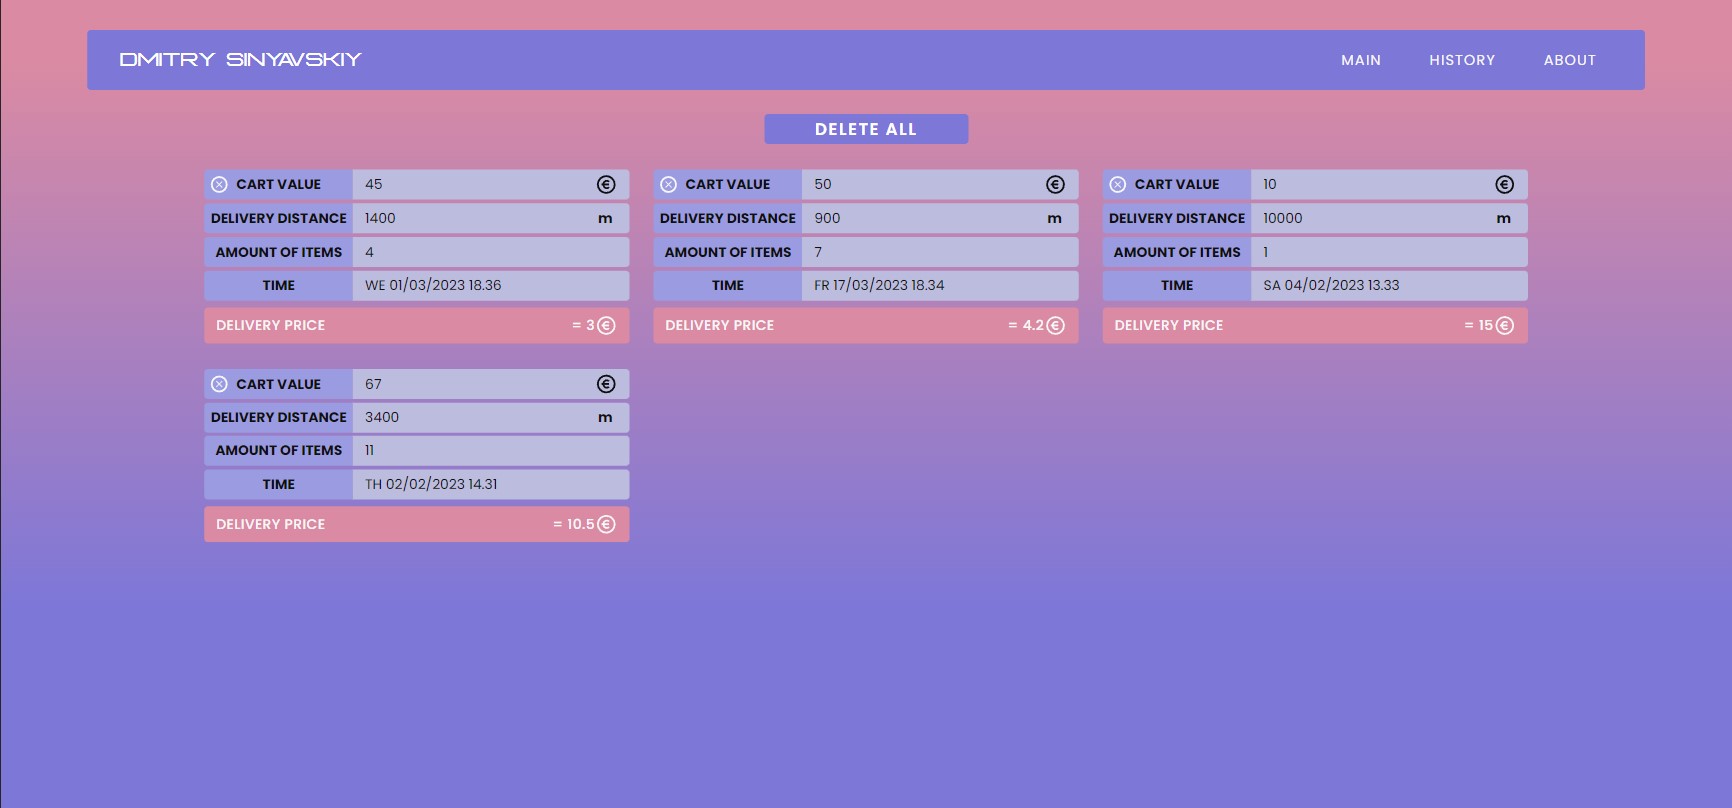 DMITRY SINYAVSKIY
MAIN HISTORY ABOUT
DELETE ALL
CART VALUE 45 €
DELIVERY DISTANCE 1400 m
AMOUNT OF ITEMS 4
TIME WE 01/03/2023 18.36
DELIVERY PRICE = 3 €
CART VALUE 50 €
DELIVERY DISTANCE 900 m
AMOUNT OF ITEMS 7
TIME FR 17/03/2023 18.34
DELIVERY PRICE = 4.2 €
CART VALUE 10 €
DELIVERY DISTANCE 10000 m
AMOUNT OF ITEMS 1
TIME SA 04/02/2023 13.33
DELIVERY PRICE = 15 €
CART VALUE 67 €
DELIVERY DISTANCE 3400 m
AMOUNT OF ITEMS 11
TIME TH 02/02/2023 14.31
DELIVERY PRICE = 10.5 €